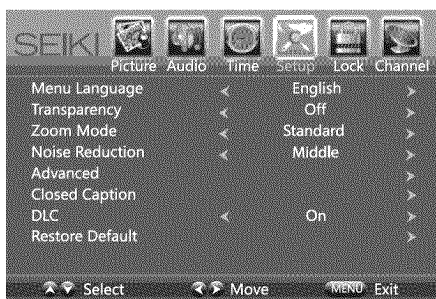 SEIKI
Picture Audio Time Setup Lock Channel
Menu Language English
Transparency Off
Zoom Mode Standard
Noise Reduction Middle
Advanced
Closed Caption
DLC On
Restore Default
Select Move MENU Exit